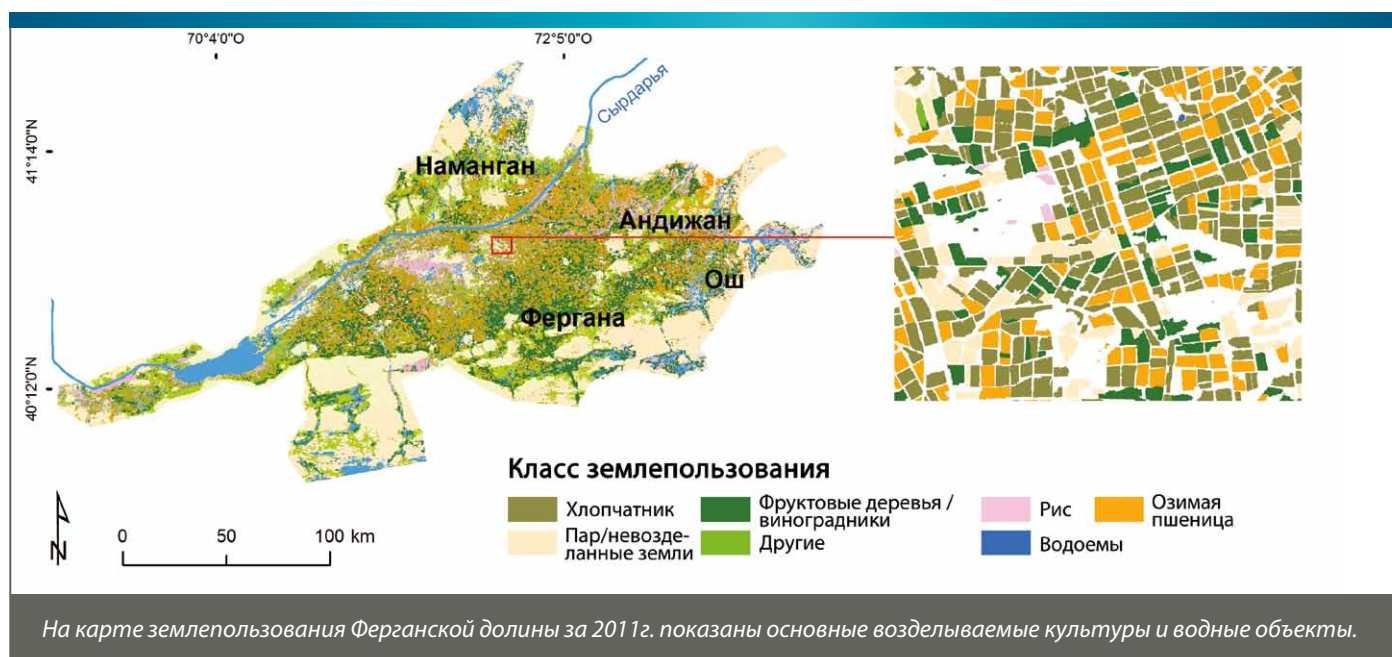 70°4'0"O
72°5'0"O
41°14'0"N
40°12'0"N
Сырдарья
Наманган
Андижан
Ош
Фергана
Класс землепользования
Хлопчатник
Фруктовые деревья /
виноградники
Рис
Озимая
пшеница
Пар/невозде-
ланные земли
Другие
Водоемы
N
0 50 100 km
На карте землепользования Ферганской долины за 2011г. показаны основные возделываемые культуры и водные объекты.